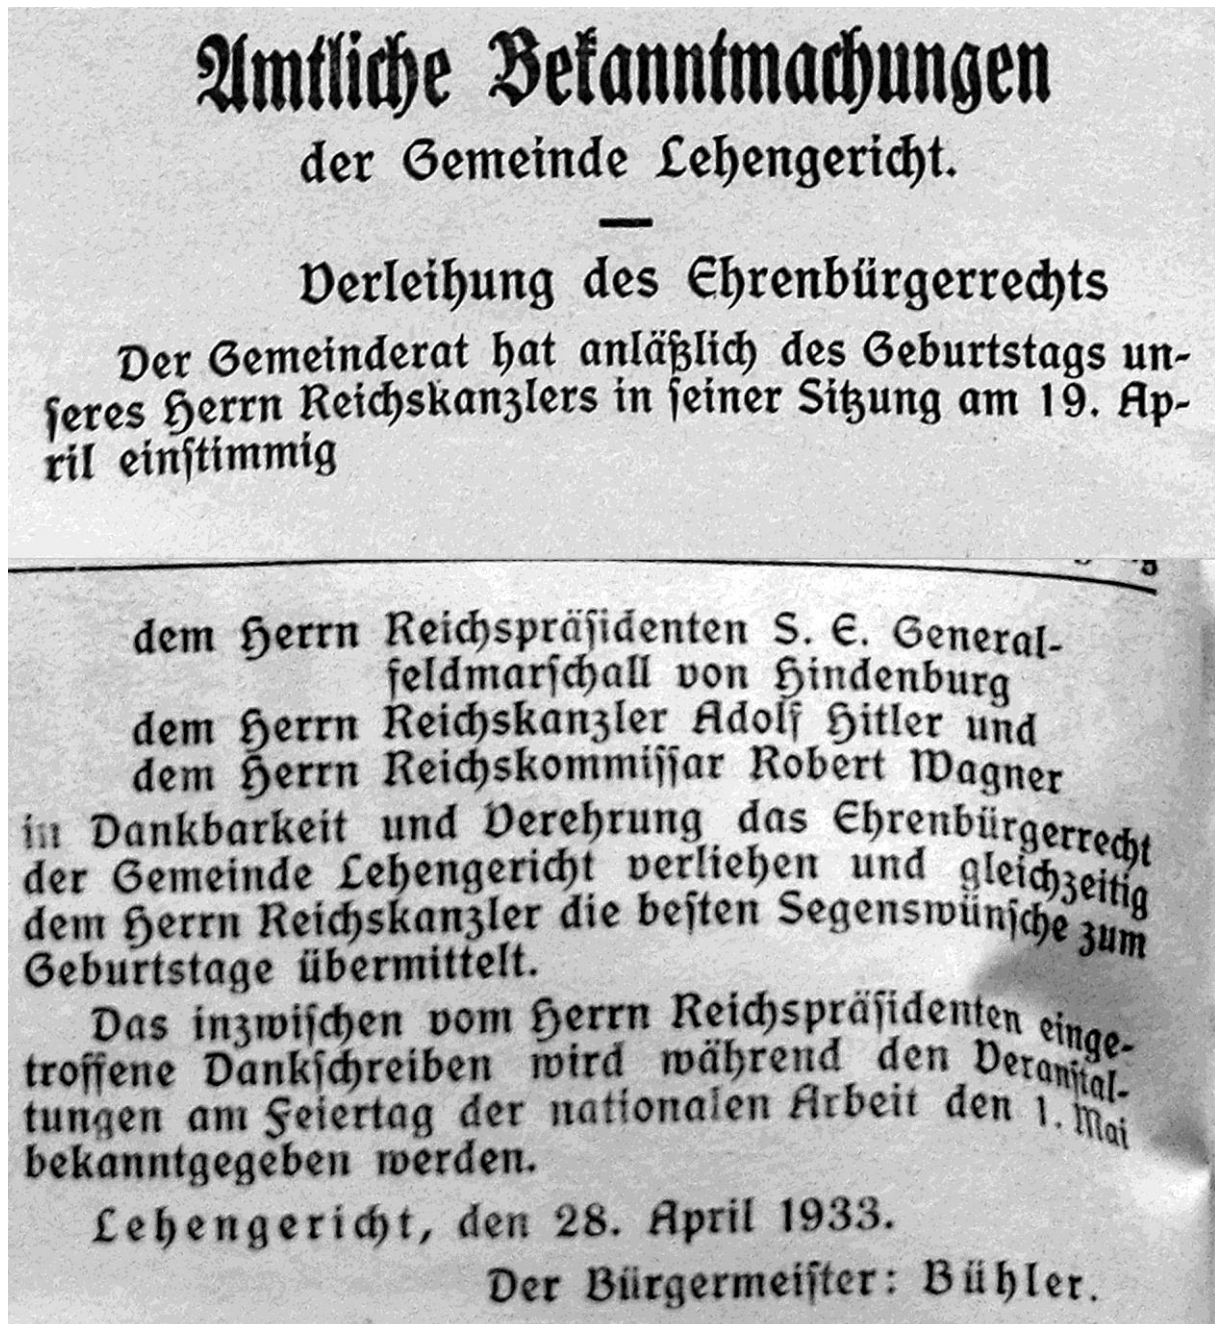 Amtliche Bekanntmachungen
der Gemeinde Lehengericht.
Verleihung des Ehrenbürgerrechts
Der Gemeinderat hat anläßlich des Geburtstags un-
ſeres Herrn Reichskanzlers in ſeiner Sitzung am 19. Ap-
ril einſtimmig
dem Herrn Reichspräſidenten S. E. General-
feldmarſchall von Hindenburg
dem Herrn Reichskanzler Adolf Hitler und
dem Herrn Reichskommiſſar Robert Wagner
in Dankbarkeit und Verehrung das Ehrenbürgerrecht
der Gemeinde Lehengericht verliehen und gleichzeitig
dem Herrn Reichskanzler die beſten Segenswünſche zum
Geburtstage übermittelt.
Das inzwiſchen vom Herrn Reichspräſidenten einge-
troffene Dankſchreiben wird während den Veranſtal-
tungen am Feiertag der nationalen Arbeit den 1. Mai
bekanntgegeben werden.
Lehengericht, den 28. April 1933.
Der Bürgermeiſter: Bühler.